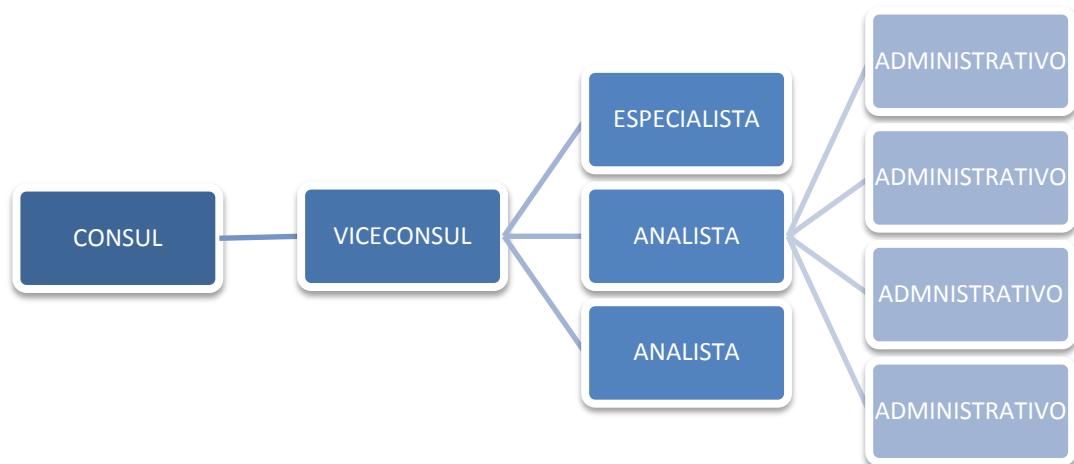 CONSUL
VICECONSUL
ESPECIALISTA
ANALISTA
ANALISTA
ADMINISTRATIVO
ADMINISTRATIVO
ADMNISTRATIVO
ADMINISTRATIVO